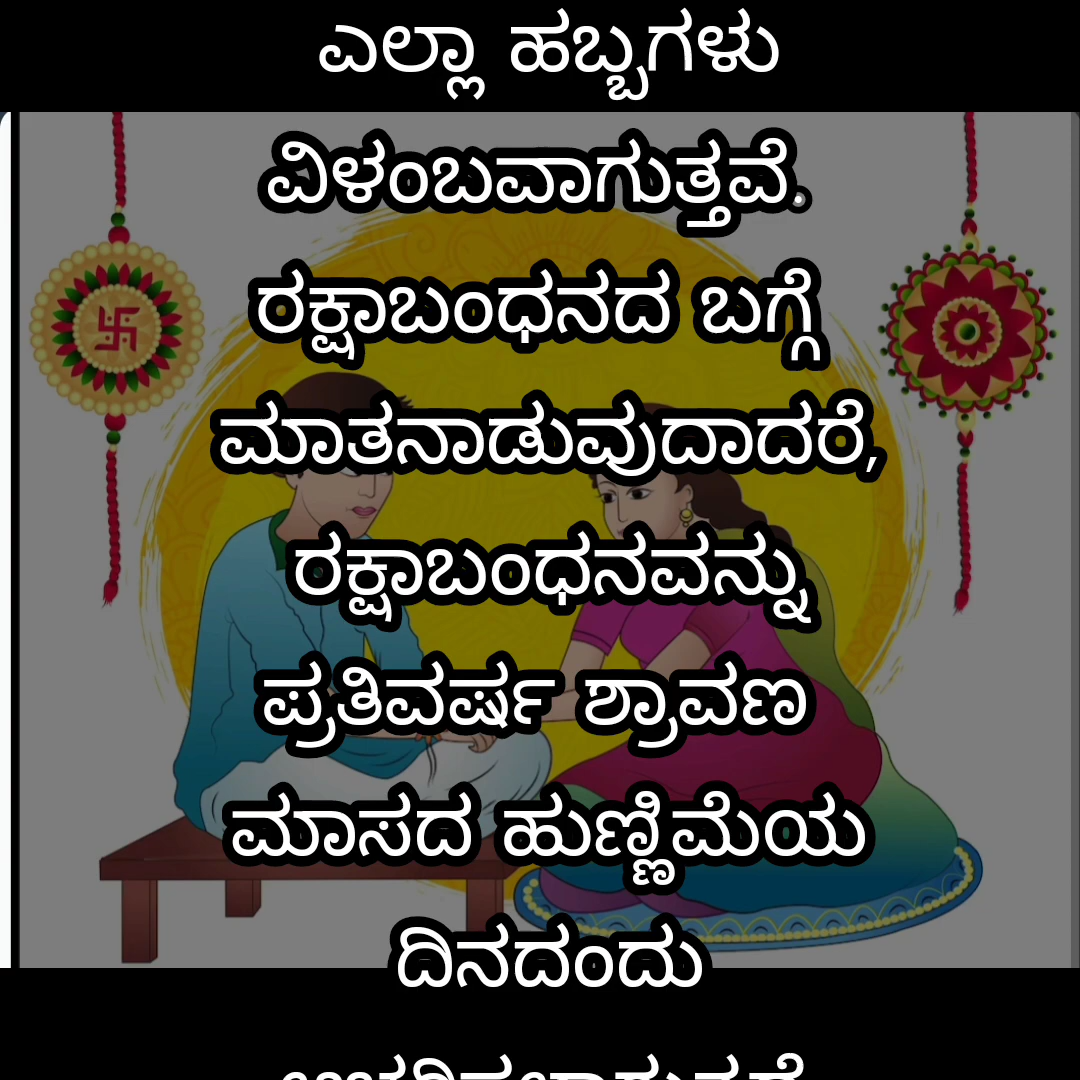 ಎಲ್ಲಾ ಹಬ್ಬಗಳು
ವಿಳಂಬವಾಗುತ್ತವೆ.
ರಕ್ಷಾಬಂಧನದ ಬಗ್ಗೆ
ಮಾತನಾಡುವುದಾದರೆ,
ರಕ್ಷಾಬಂಧನವನ್ನು
ಪ್ರತಿವರ್ಷ ಶ್ರಾವಣ
ಮಾಸದ ಹುಣ್ಣಿಮೆಯ
ದಿನದಂದು